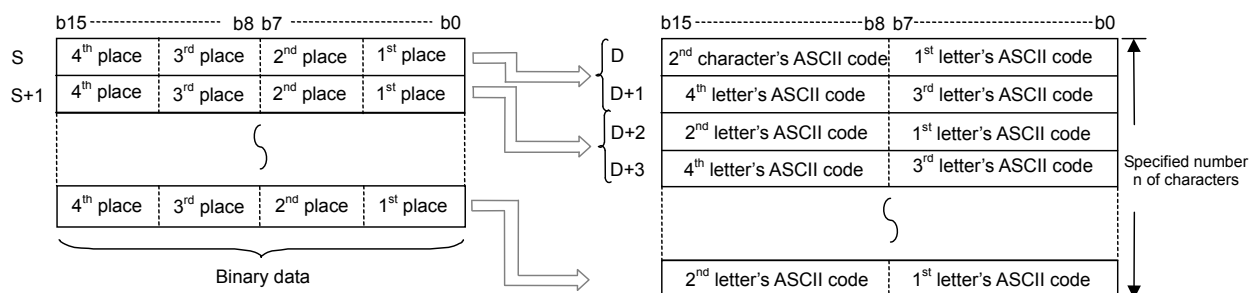 b15 b8 b7 b0
S 4th place 3rd place 2nd place 1st place
S+1 4th place 3rd place 2nd place 1st place
4th place 3rd place 2nd place 1st place
Binary data
b15 b8 b7 b0
D 2nd character's ASCII code 1st letter's ASCII code
D+1 4th letter's ASCII code 3rd letter's ASCII code
D+2 2nd letter's ASCII code 1st letter's ASCII code
D+3 4th letter's ASCII code 3rd letter's ASCII code
2nd letter's ASCII code 1st letter's ASCII code
Specified number
n of characters